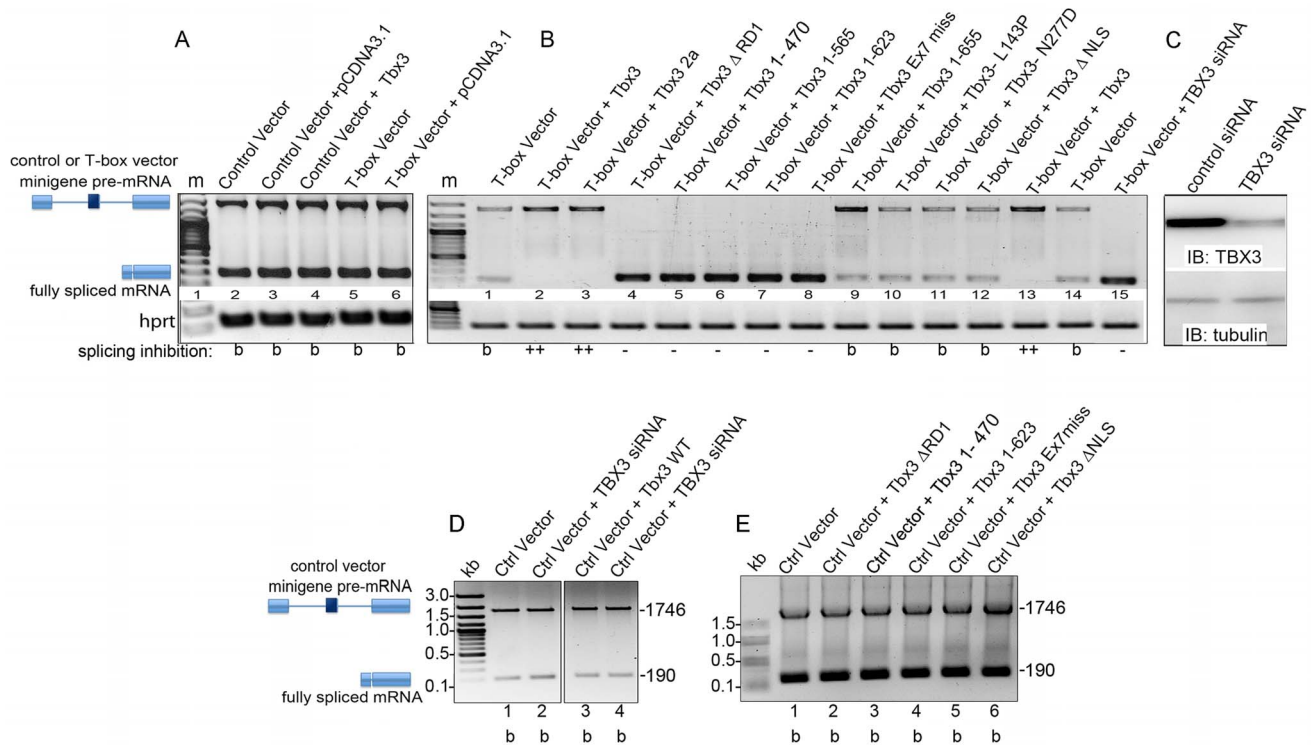 A
Control Vector
Control Vector +pCDNA3.1
Control Vector + Tbx3
T-box Vector
T-box Vector + pCDNA3.1
control or T-box vector
minigene pre-mRNA
m
fully spliced mRNA
1 2 3 4 5 6
hprt
splicing inhibition: b b b b b
B
m
T-box Vector
T-box Vector + Tbx3
T-box Vector + Tbx3 2a
T-box Vector + Tbx3 Δ RD1
T-box Vector + Tbx3 1- 470
T-box Vector + Tbx3 1-565
T-box Vector + Tbx3 1-623
T-box Vector + Tbx3 Ex7 miss
T-box Vector + Tbx3 1-655
T-box Vector + Tbx3- L143P
T-box Vector + Tbx3- N277D
T-box Vector + Tbx3 Δ NLS
T-box Vector + Tbx3
T-box Vector
T-box Vector + TBX3 siRNA
1 2 3 4 5 6 7 8 9 10 11 12 13 14 15
b ++ ++ - - - - - b b b b ++ b -
C
control siRNA
TBX3 siRNA
IB: TBX3
IB: tubulin
D
kb
Ctrl Vector
Ctrl Vector + TBX3 siRNA
Ctrl Vector + Tbx3 WT
Ctrl Vector + TBX3 siRNA
control vector
minigene pre-mRNA
fully spliced mRNA
3.0
1.5
1.0
0.5
0.1
-1746
-190
1 2 3 4
b b b b
E
kb
Ctrl Vector
Ctrl Vector + Tbx3 ΔRD1
Ctrl Vector + Tbx3 1- 470
Ctrl Vector + Tbx3 1-623
Ctrl Vector + Tbx3 Ex7miss
Ctrl Vector + Tbx3 ΔNLS
1.5
1.0
0.5
0.1
-1746
-190
1 2 3 4 5 6
b b b b b b